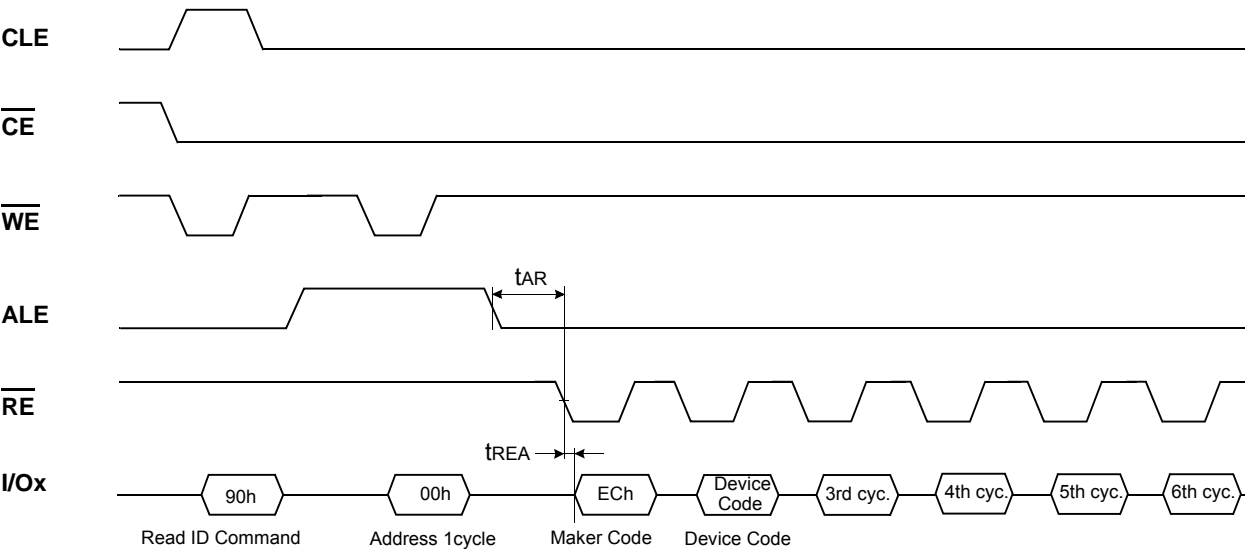 CLE
CE
WE
ALE
tAR
RE
tREA
I/Ox
90h
00h
ECh
Device
Code
3rd cyc.
4th cyc.
5th cyc.
6th cyc.
Read ID Command
Address 1cycle
Maker Code
Device Code